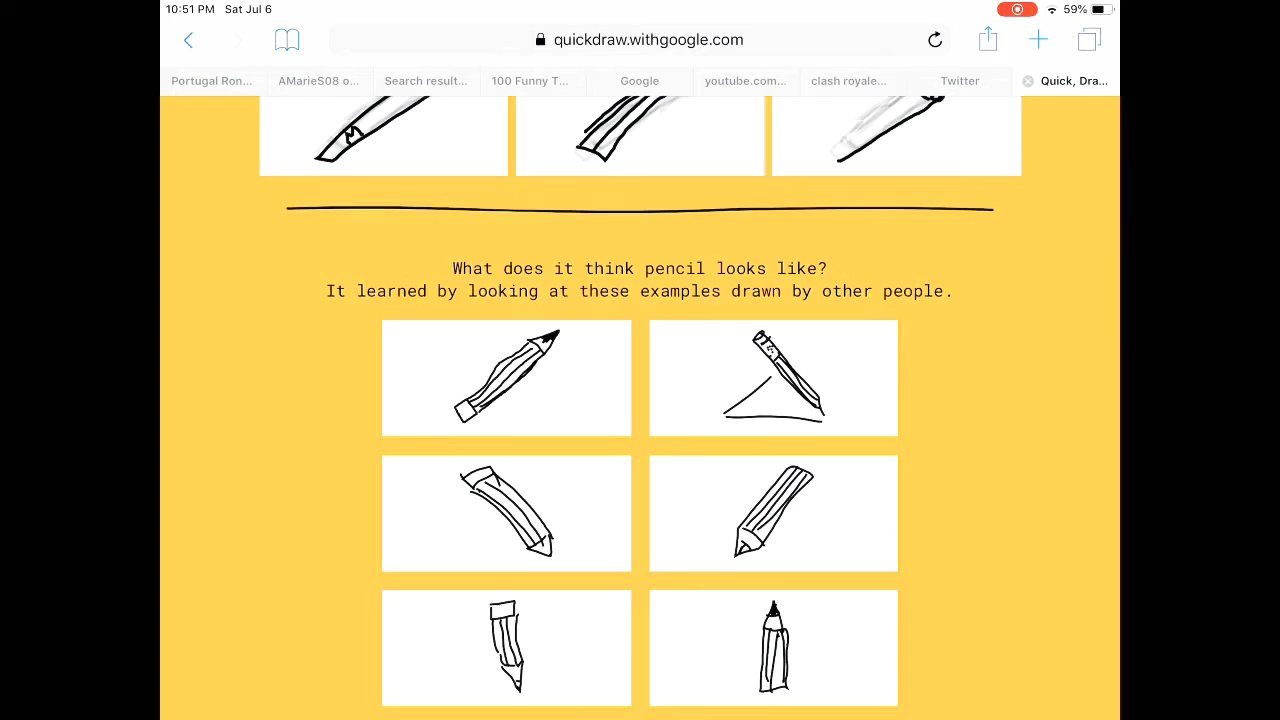 10:51 PM Sat Jul 6 59%
quickdraw.withgoogle.com
Portugal Ron... AMarieS08 o... Search result... 100 Funny T... Google youtube.com... clash royale... Twitter Quick, Dra...
What does it think pencil looks like?
It learned by looking at these examples drawn by other people.